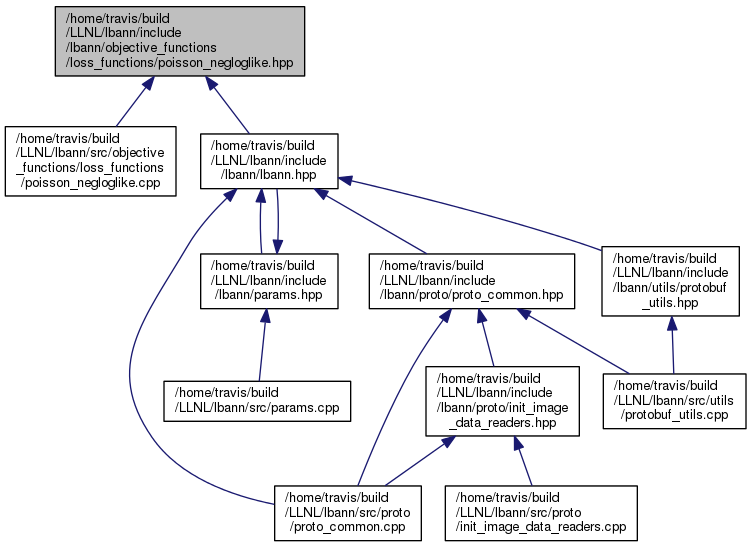 /home/travis/build
/LLNL/lbann/include
/lbann/objective_functions
/loss_functions/poisson_negloglike.hpp
/home/travis/build
/LLNL/lbann/src/objective
_functions/loss_functions
/poisson_negloglike.cpp
/home/travis/build
/LLNL/lbann/include
/lbann/lbann.hpp
/home/travis/build
/LLNL/lbann/include
/lbann/params.hpp
/home/travis/build
/LLNL/lbann/include
/lbann/proto/proto_common.hpp
/home/travis/build
/LLNL/lbann/include
/lbann/utils/protobuf
_utils.hpp
/home/travis/build
/LLNL/lbann/src/params.cpp
/home/travis/build
/LLNL/lbann/include
/lbann/proto/init_image
_data_readers.hpp
/home/travis/build
/LLNL/lbann/src/utils
/protobuf_utils.cpp
/home/travis/build
/LLNL/lbann/src/proto
/proto_common.cpp
/home/travis/build
/LLNL/lbann/src/proto
/init_image_data_readers.cpp